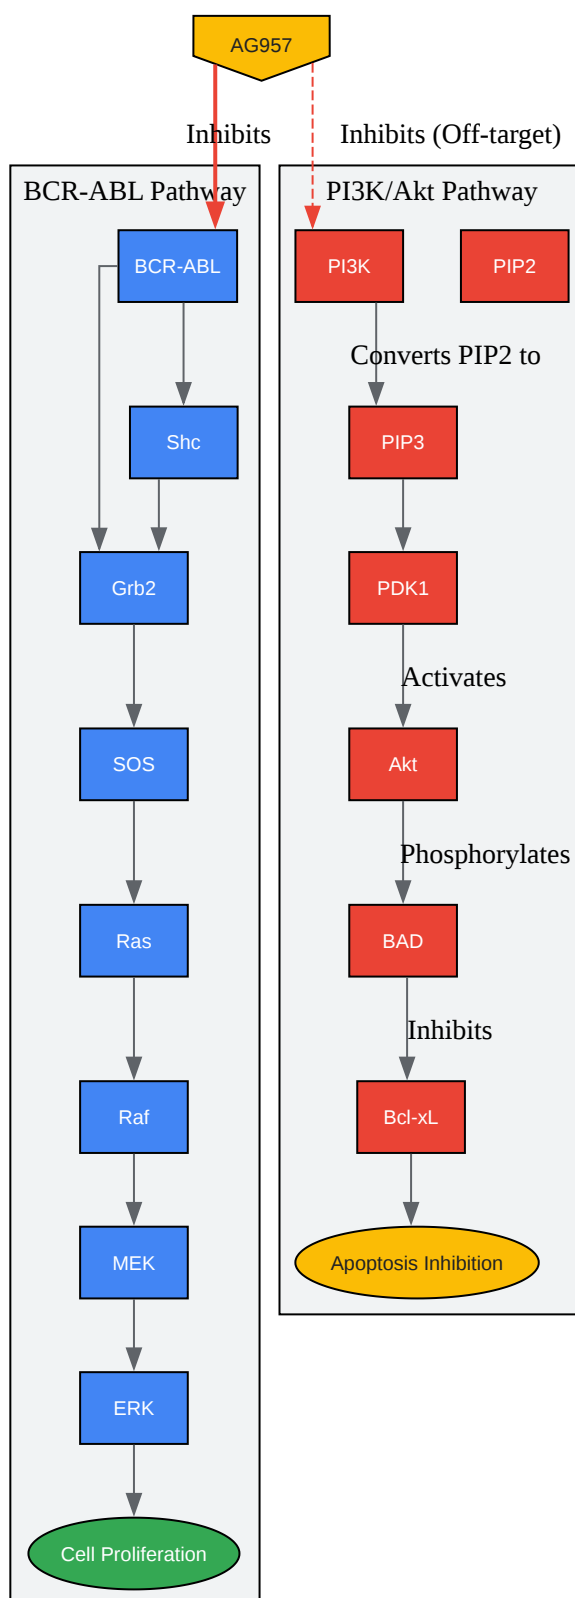 AG957
Inhibits
Inhibits (Off-target)
BCR-ABL Pathway
BCR-ABL
Shc
Grb2
SOS
Ras
Raf
MEK
ERK
Cell Proliferation
PI3K/Akt Pathway
PI3K
PIP2
Converts PIP2 to
PIP3
PDK1
Activates
Akt
Phosphorylates
BAD
Inhibits
Bcl-xL
Apoptosis Inhibition